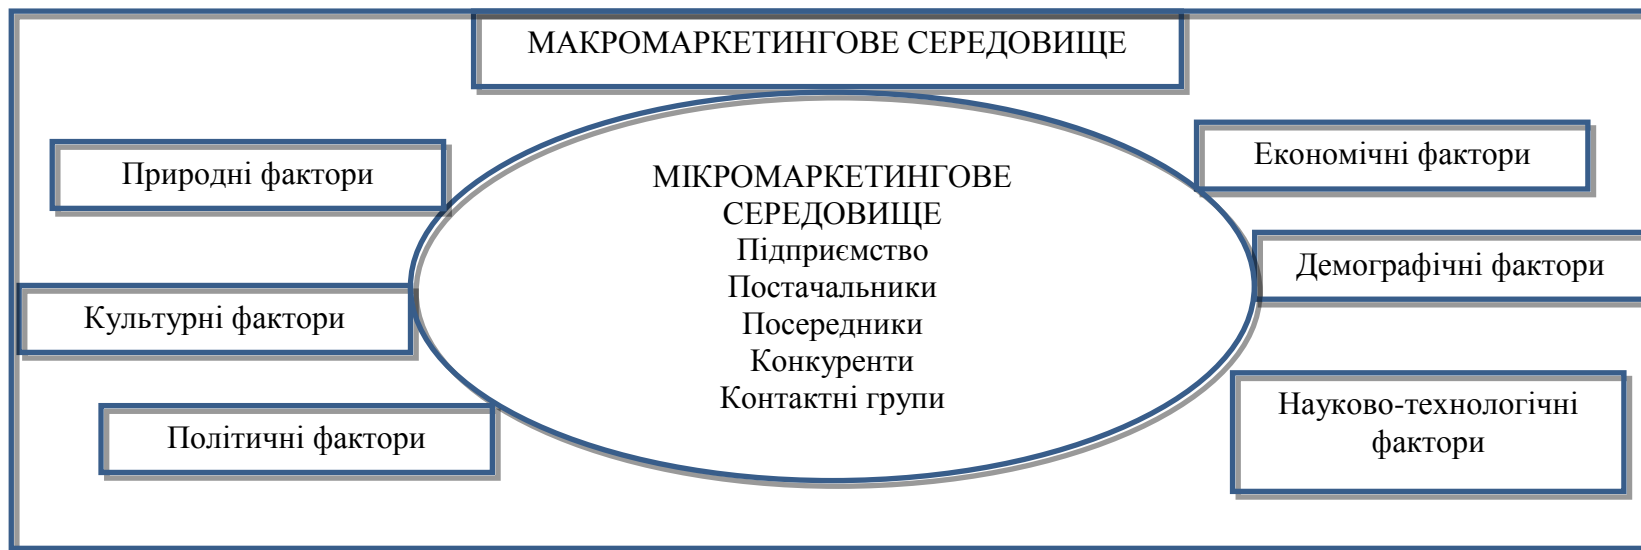 МАКРОМАРКЕТИНГОВЕ СЕРЕДОВИЩЕ
Природні фактори
Культурні фактори
Політичні фактори
МІКРОМАРКЕТИНГОВЕ
СЕРЕДОВИЩЕ
Підприємство
Постачальники
Посередники
Конкуренти
Контактні групи
Економічні фактори
Демографічні фактори
Науково-технологічні
фактори